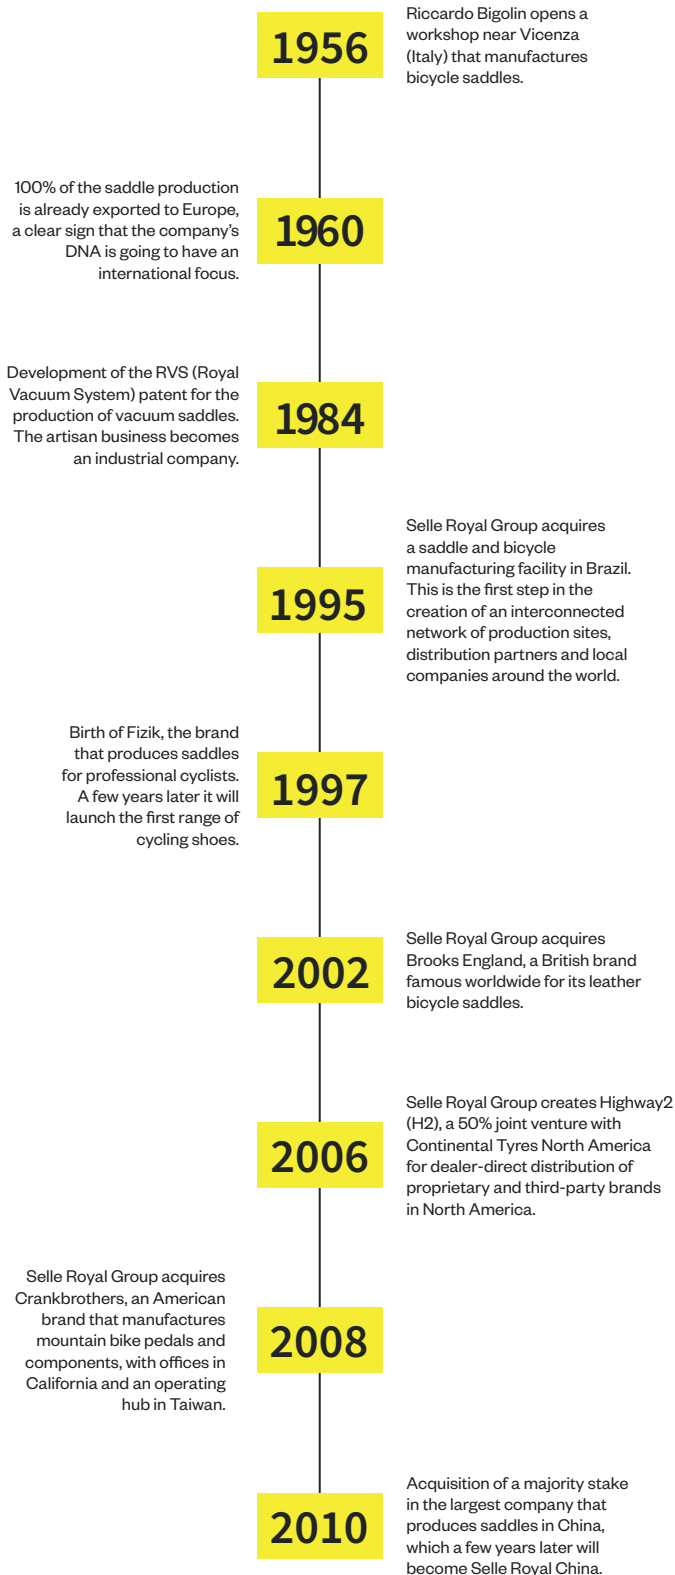 1956
Riccardo Bigolin opens a
workshop near Vicenza
(Italy) that manufactures
bicycle saddles.
100% of the saddle production
is already exported to Europe,
a clear sign that the company’s
DNA is going to have an
international focus.
1960
Development of the RVS (Royal
Vacuum System) patent for the
production of vacuum saddles.
The artisan business becomes
an industrial company.
1984
1995
Selle Royal Group acquires
a saddle and bicycle
manufacturing facility in Brazil.
This is the first step in the
creation of an interconnected
network of production sites,
distribution partners and local
companies around the world.
Birth of Fizik, the brand
that produces saddles
for professional cyclists.
A few years later it will
launch the first range of
cycling shoes.
1997
2002
Selle Royal Group acquires
Brooks England, a British brand
famous worldwide for its leather
bicycle saddles.
2006
Selle Royal Group creates Highway2
(H2), a 50% joint venture with
Continental Tyres North America
for dealer-direct distribution of
proprietary and third-party brands
in North America.
Selle Royal Group acquires
Crankbrothers, an American
brand that manufactures
mountain bike pedals and
components, with offices in
California and an operating
hub in Taiwan.
2008
2010
Acquisition of a majority stake
in the largest company that
produces saddles in China,
which a few years later will
become Selle Royal China.